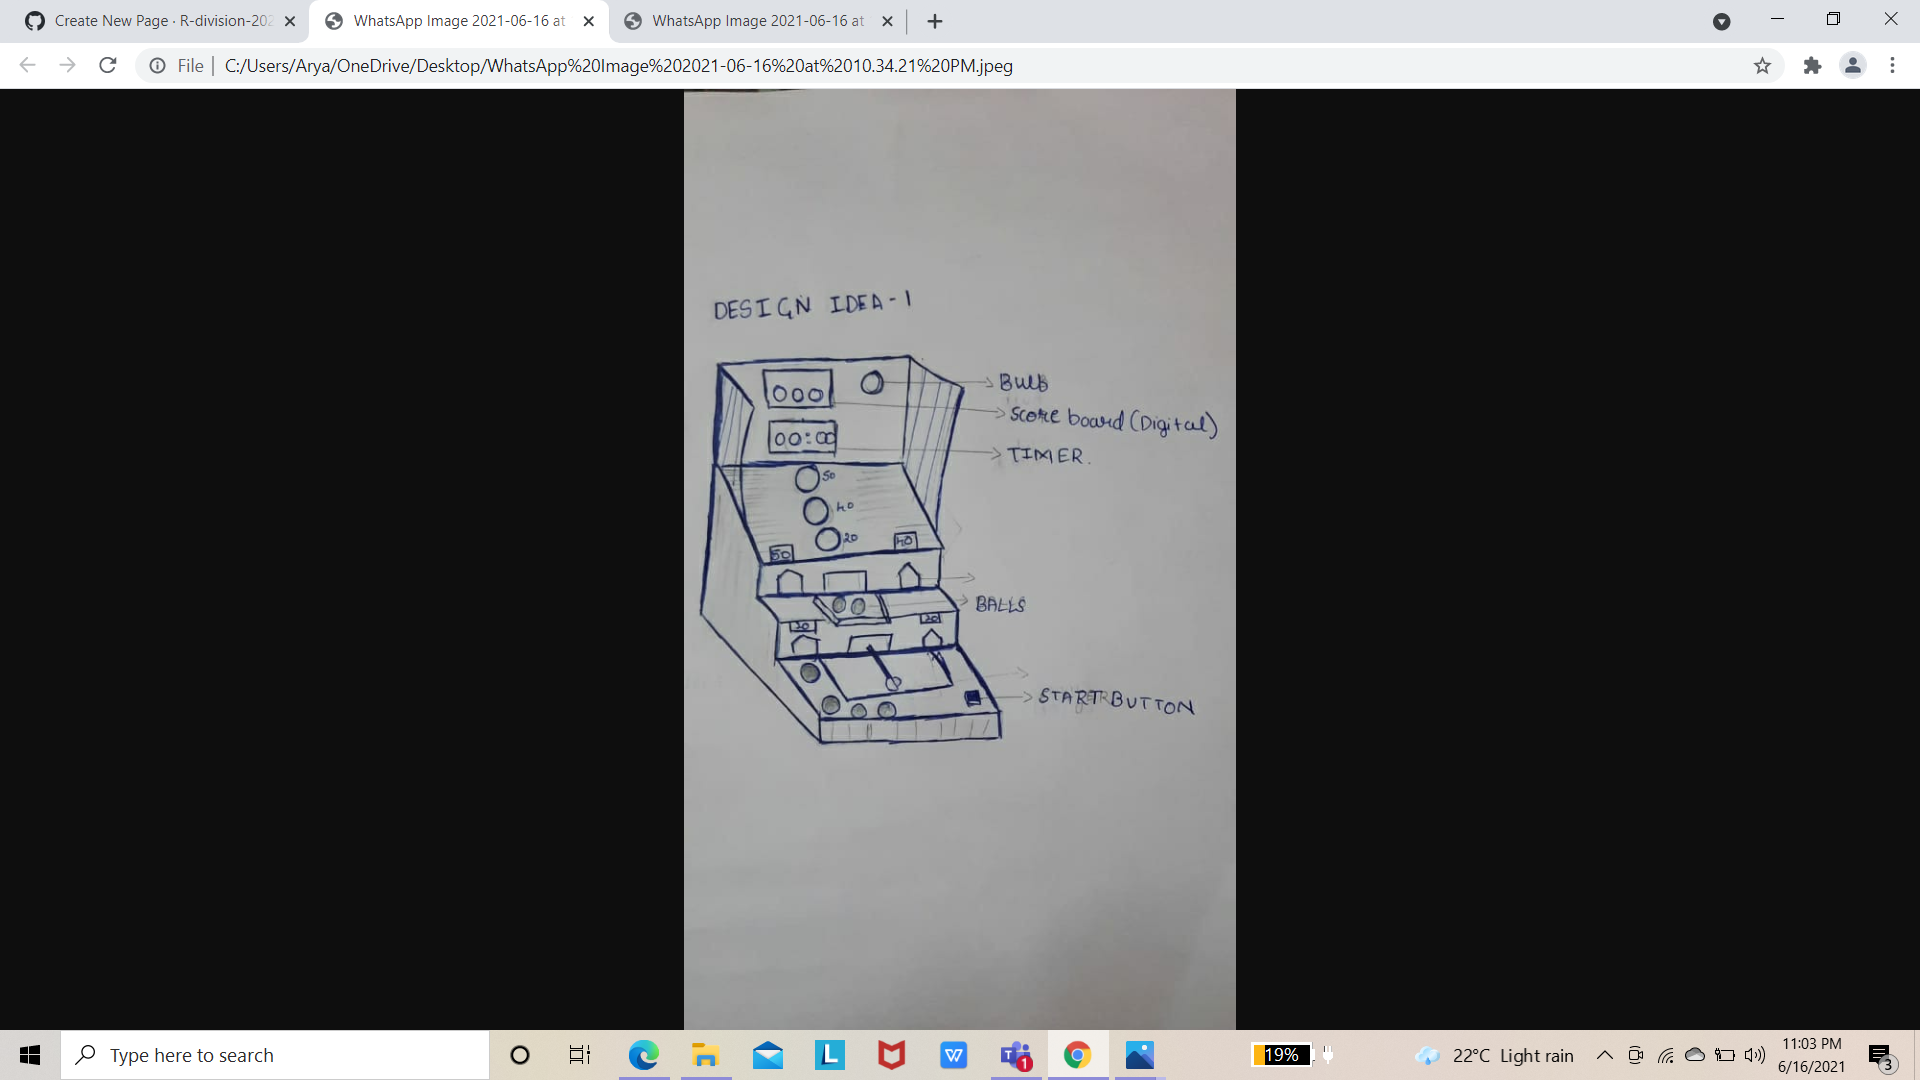 Create New Page · R-division-202
WhatsApp Image 2021-06-16 at
WhatsApp Image 2021-06-16 at
File
C:/Users/Arya/OneDrive/Desktop/WhatsApp%20Image%202021-06-16%20at%2010.34.21%20PM.jpeg
DESIGN IDEA-1
000
Bulb
Score board (Digital)
00:00
TIMER.
50
40
20
50
40
BALLS
20
20
START BUTTON
Type here to search
L
W
1
19%
22°C Light rain
11:03 PM
6/16/2021
3